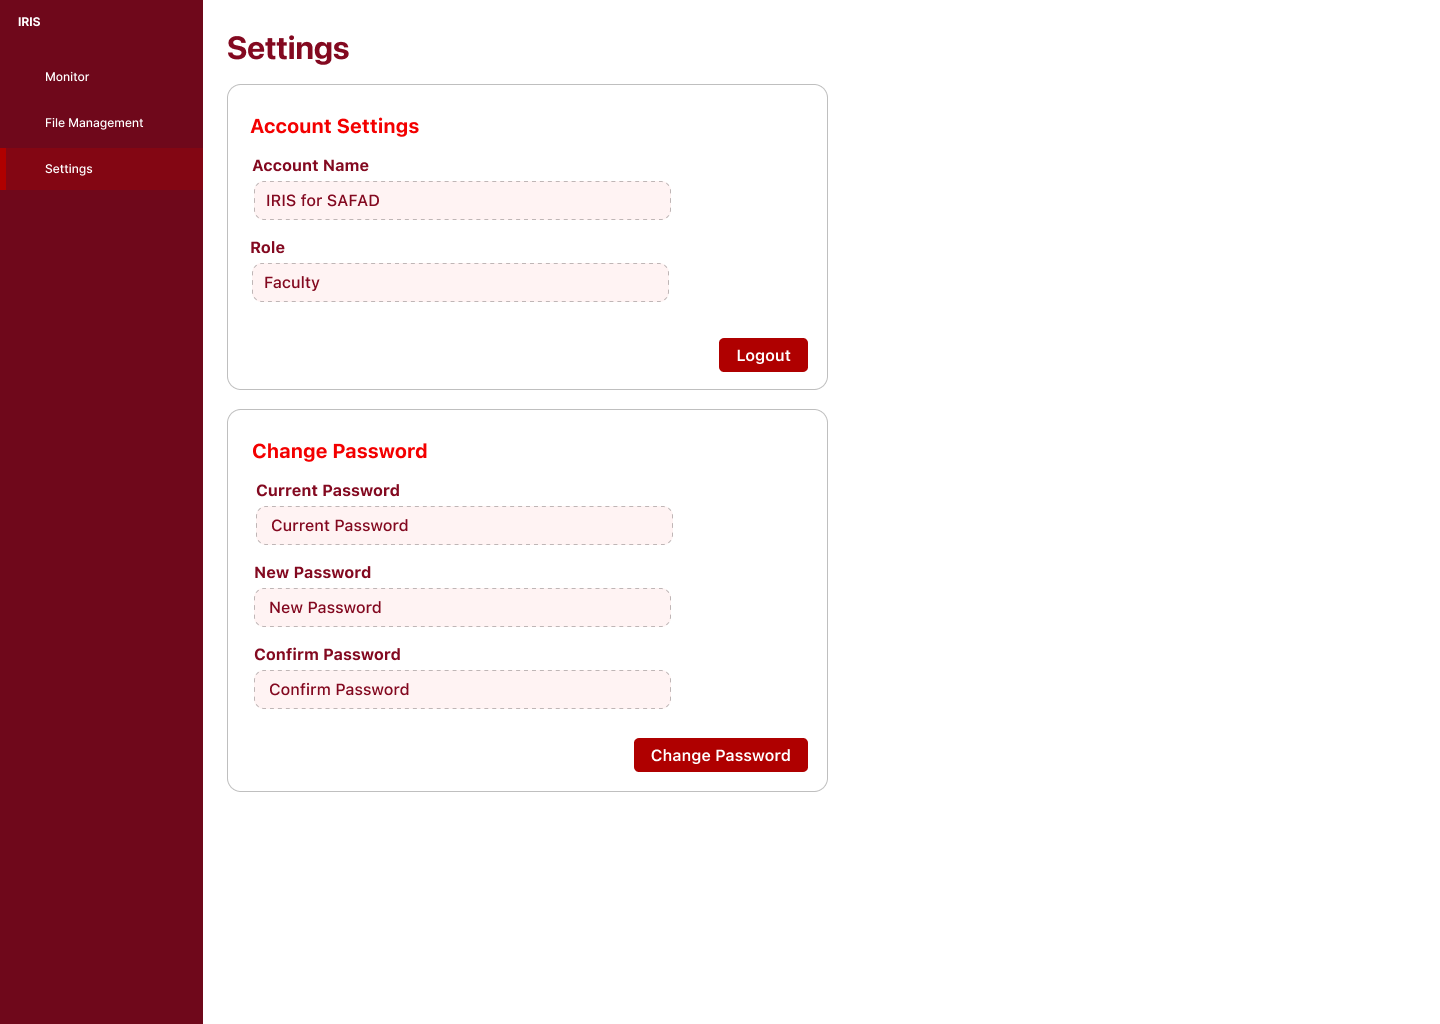 IRIS
Monitor
File Management
Settings
Settings
Account Settings
Account Name
IRIS for SAFAD
Role
Faculty
Logout
Change Password
Current Password
Current Password
New Password
New Password
Confirm Password
Confirm Password
Change Password